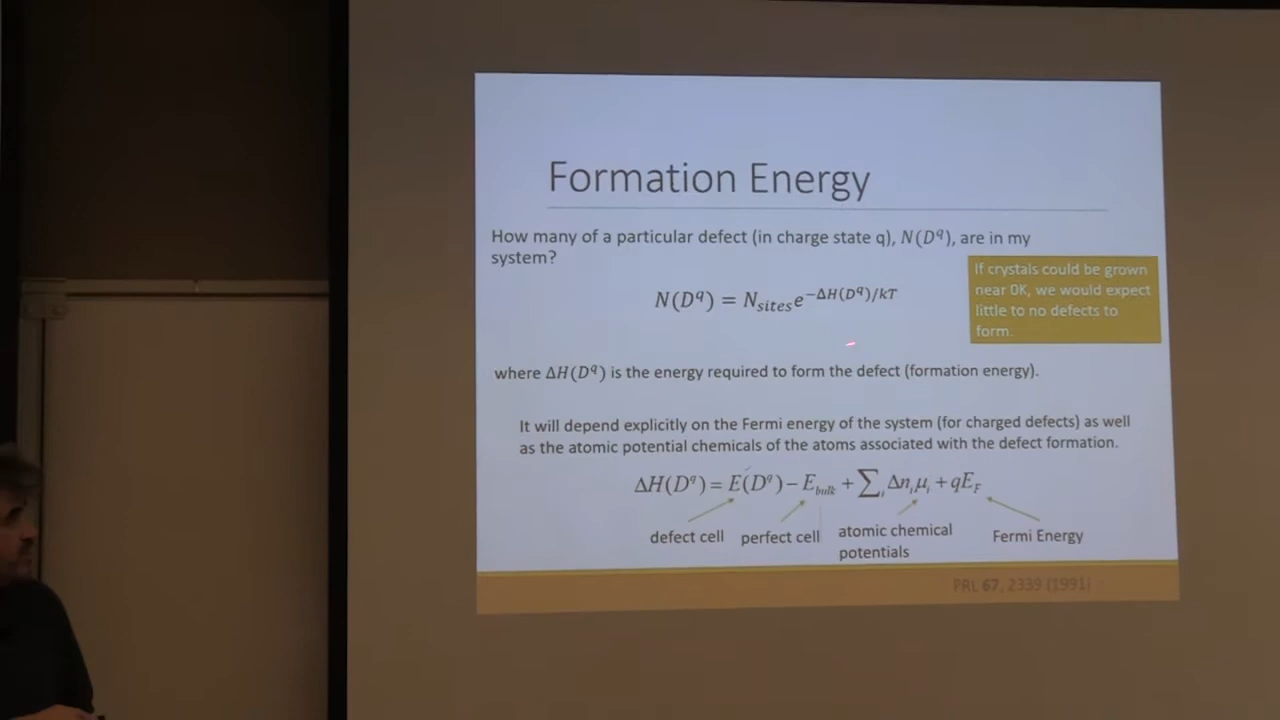 Formation Energy
How many of a particular defect (in charge state q), N(D^q), are in my
system?
If crystals could be grown
near 0K, we would expect
little to no defects to
form.
N(D^q) = N_sites e^{−ΔH(D^q)/kT}
where ΔH(D^q) is the energy required to form the defect (formation energy).
It will depend explicitly on the Fermi energy of the system (for charged defects) as well
as the atomic potential chemicals of the atoms associated with the defect formation.
ΔH(D^q) = E(D^q) − E_bulk + ∑_i Δn_i μ_i + qE_F
defect cell perfect cell atomic chemical
potentials
Fermi Energy
PRL 67, 2339 (1991)